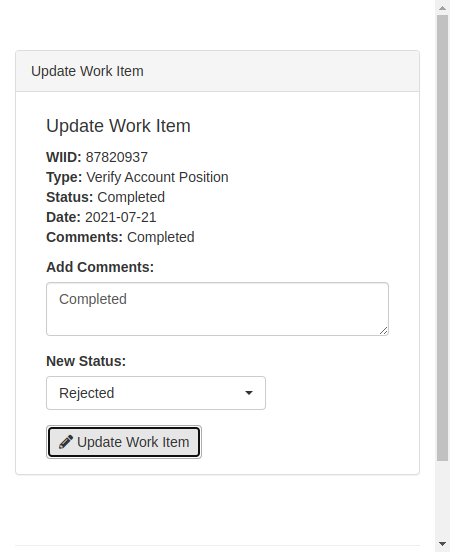 Update Work Item
Update Work Item
WIID: 87820937
Type: Verify Account Position
Status: Completed
Date: 2021-07-21
Comments: Completed
Add Comments:
Completed
New Status:
Rejected
Update Work Item